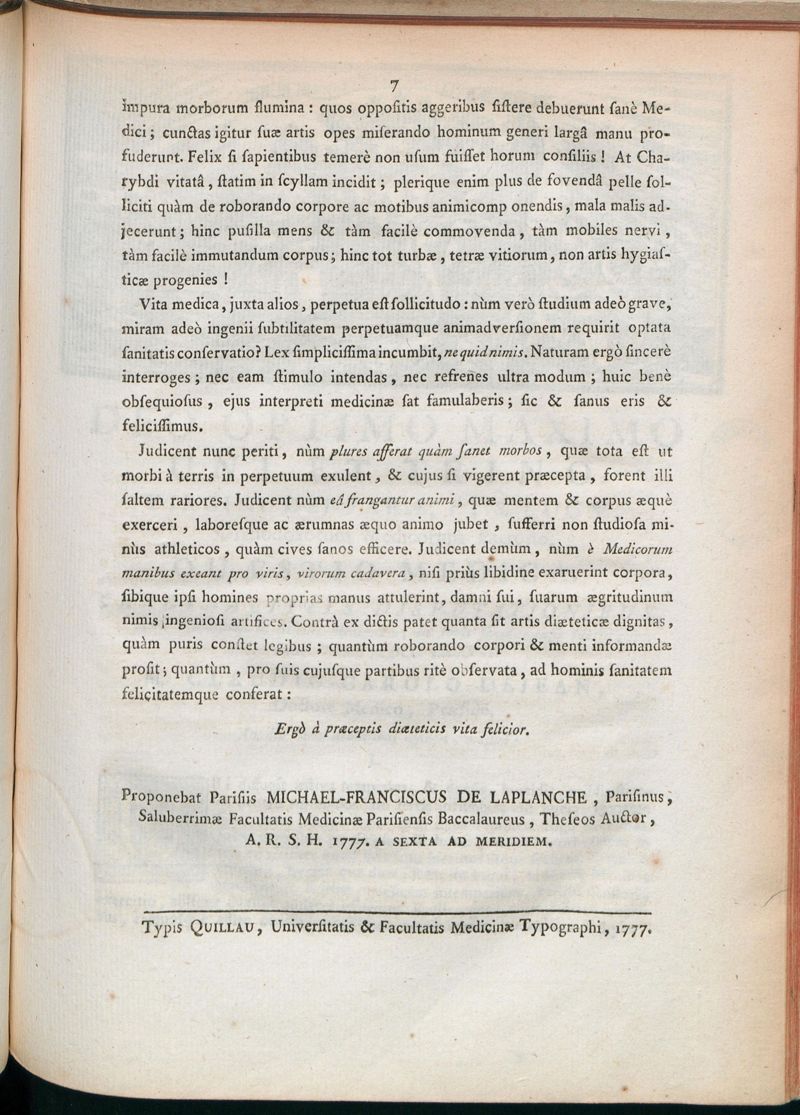 7
impura morborum flumina : quos oppoſitis aggeribus ſiſtere debuerunt ſanè Me-
dici ; cunctas igitur ſuæ artis opes miſerando hominum generi largâ manu pro-
fuderunt. Felix ſi ſapientibus temerè non uſum fuiſſet horum conſiliis ! At Cha-
rybdi vitatâ , ſtatim in ſcyllam incidit ; plerique enim plus de fovendâ pelle ſol-
liciti quàm de roborando corpore ac motibus animicomp onendis , mala malis ad-
jecerunt ; hinc puſilla mens & tàm facilè commovenda , tàm mobiles nervi ,
tàm facilè immutandum corpus ; hinc tot turbæ , tetræ vitiorum , non artis hygiaſ-
ticæ progenies !
Vita medica , juxta alios , perpetua eſt ſollicitudo : nùm verò ſtudium adeò grave,
miram adeò ingenii ſubtilitatem perpetuamque animadverſionem requirit optata
ſanitatis conſervatio? Lex ſimpliciſſima incumbit, ne quid nimis. Naturam ergò ſincerè
interroges ; nec eam ſtimulo intendas , nec refrenes ultra modum ; huic benè
obſequioſus , ejus interpreti medicinæ ſat famulaberis ; ſic & ſanus eris &
feliciſſimus.
Judicent nunc periti , nùm plures afferat quàm ſanet morbos , quæ tota eſt ut
morbi à terris in perpetuum exulent , & cujus ſi vigerent præcepta , forent illi
ſaltem rariores. Judicent nùm eâ frangantur animi , quæ mentem & corpus æquè
exerceri , laboreſque ac ærumnas æquo animo jubet , ſufferri non ſtudioſa mi-
nùs athleticos , quàm cives ſanos efficere. Judicent demùm , nùm è Medicorum
manibus exeant pro viris , virorum cadavera , niſi priùs libidine exaruerint corpora,
ſibique ipſi homines proprias manus attulerint, damni ſui , ſuarum ægritudinum
nimis ingenioſi artifices. Contrà ex dictis patet quanta ſit artis diæteticæ dignitas ,
quàm puris conſtet legibus ; quantùm roborando corpori & menti informandæ
proſit ; quantùm , pro ſuis cujuſque partibus ritè obſervata , ad hominis ſanitatem
felicitatemque conferat :
Ergò à præceptis diæteticis vita felicior.
Proponebat Pariſiis MICHAEL-FRANCISCUS DE LAPLANCHE , Pariſinus,
Saluberrimæ Facultatis Medicinæ Pariſienſis Baccalaureus , Theſeos Auctor ,
A. R. S. H. 1777. A SEXTA AD MERIDIEM.
Typis QUILLAU, Univerſitatis & Facultatis Medicinæ Typographi, 1777.